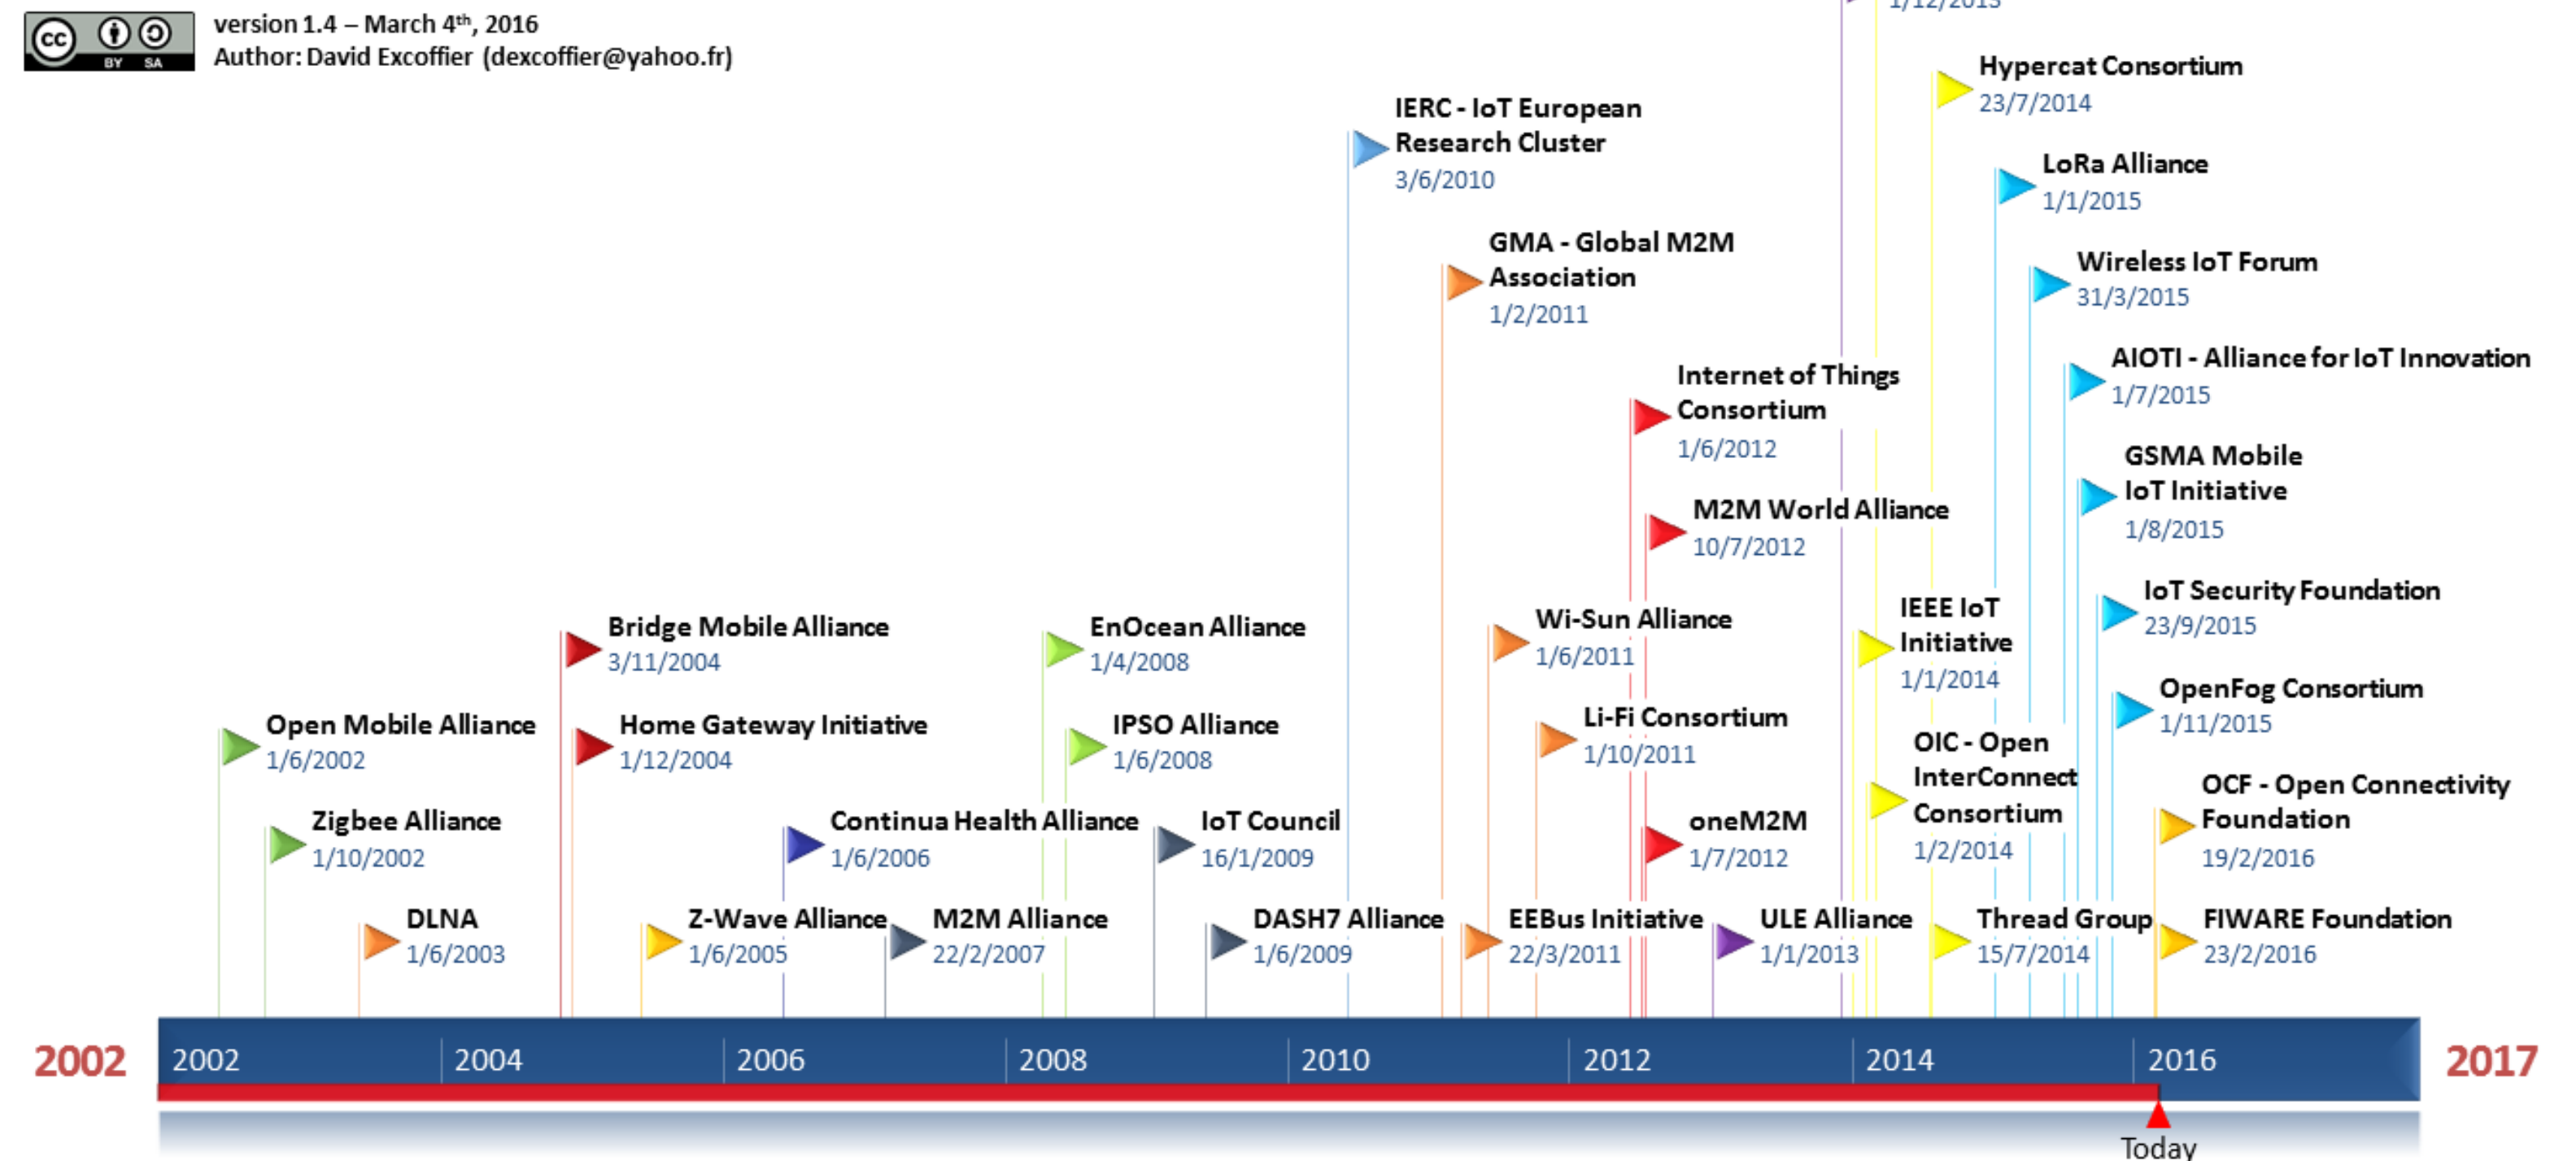 cc BY SA
version 1.4 – March 4th, 2016
Author: David Excoffier (dexcoffier@yahoo.fr)
1/12/2013
Hypercat Consortium
23/7/2014
IERC - IoT European
Research Cluster
3/6/2010
LoRa Alliance
1/1/2015
GMA - Global M2M
Association
1/2/2011
Wireless IoT Forum
31/3/2015
AIOTI - Alliance for IoT Innovation
1/7/2015
Internet of Things
Consortium
1/6/2012
GSMA Mobile
IoT Initiative
1/8/2015
M2M World Alliance
10/7/2012
IoT Security Foundation
23/9/2015
Bridge Mobile Alliance
3/11/2004
EnOcean Alliance
1/4/2008
Wi-Sun Alliance
1/6/2011
IEEE IoT
Initiative
1/1/2014
OpenFog Consortium
1/11/2015
Open Mobile Alliance
1/6/2002
Home Gateway Initiative
1/12/2004
IPSO Alliance
1/6/2008
Li-Fi Consortium
1/10/2011
OIC - Open
InterConnect
Consortium
1/2/2014
OCF - Open Connectivity
Foundation
19/2/2016
Zigbee Alliance
1/10/2002
Continua Health Alliance
1/6/2006
IoT Council
16/1/2009
oneM2M
1/7/2012
DLNA
1/6/2003
Z-Wave Alliance
1/6/2005
M2M Alliance
22/2/2007
DASH7 Alliance
1/6/2009
EEBus Initiative
22/3/2011
ULE Alliance
1/1/2013
Thread Group
15/7/2014
FIWARE Foundation
23/2/2016
2002 2002 2004 2006 2008 2010 2012 2014 2016 2017
Today